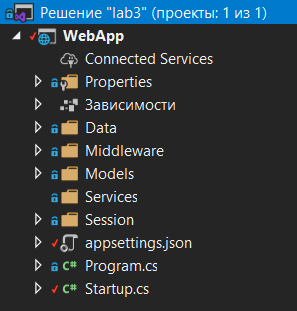 Решение "lab3" (проекты: 1 из 1)
WebApp
Connected Services
Properties
Зависимости
Data
Middleware
Models
Services
Session
appsettings.json
C# Program.cs
C# Startup.cs